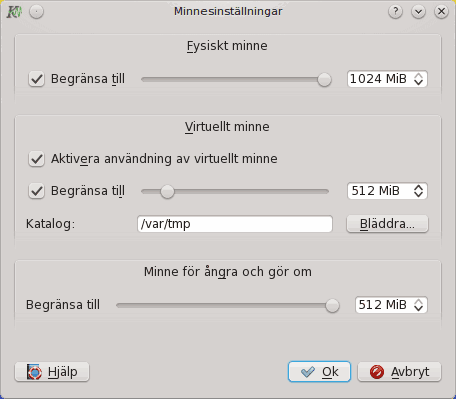 Minnesinställningar
Fysiskt minne
Begränsa till 1024 MiB
Virtuellt minne
Aktivera användning av virtuellt minne
Begränsa till 512 MiB
Katalog: /var/tmp Bläddra...
Minne för ångra och gör om
Begränsa till 512 MiB
Hjälp Ok Avbryt